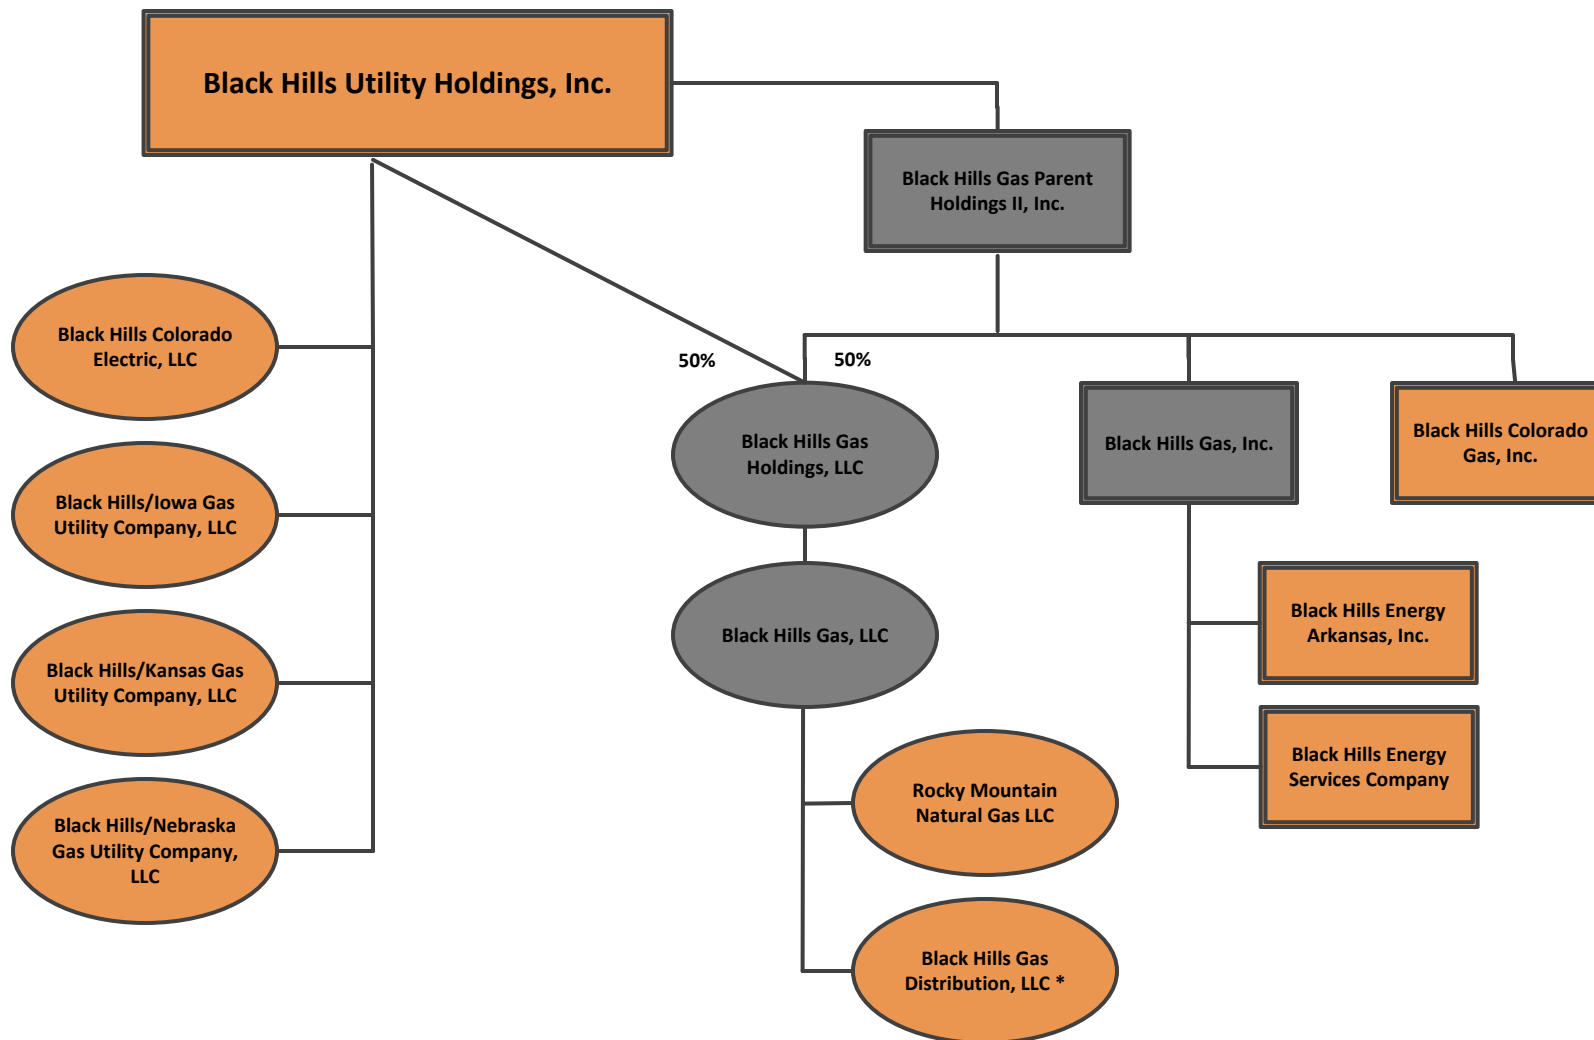 Black Hills Utility Holdings, Inc.
Black Hills Gas Parent
Holdings II, Inc.
Black Hills Colorado
Electric, LLC
50%
50%
Black Hills Gas
Holdings, LLC
Black Hills Gas, Inc.
Black Hills Colorado
Gas, Inc.
Black Hills/Iowa Gas
Utility Company, LLC
Black Hills Gas, LLC
Black Hills Energy
Arkansas, Inc.
Black Hills/Kansas Gas
Utility Company, LLC
Black Hills Energy
Services Company
Rocky Mountain
Natural Gas LLC
Black Hills/Nebraska
Gas Utility Company,
LLC
Black Hills Gas
Distribution, LLC *